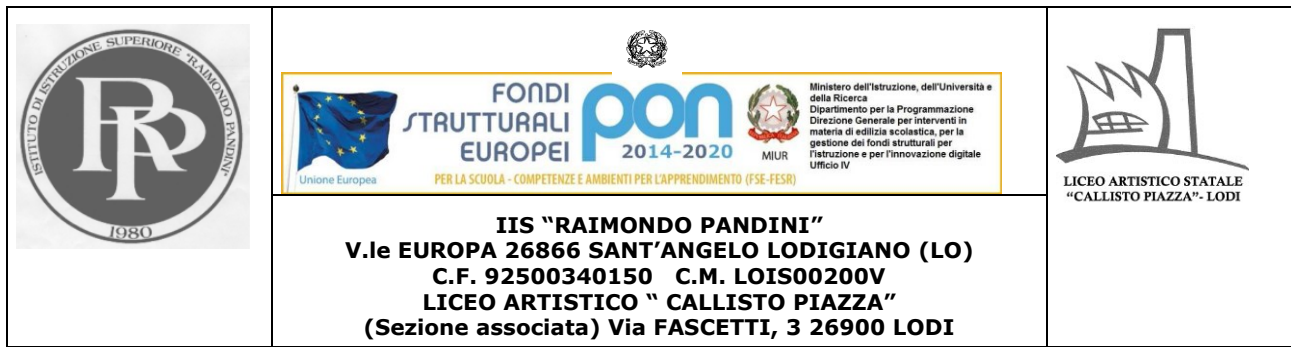 ISTITUTO DI ISTRUZIONE SUPERIORE "RAIMONDO PANDINI"
1980
FONDI
STRUTTURALI
EUROPEI
pon
2014-2020
Unione Europea
PER LA SCUOLA - COMPETENZE E AMBIENTI PER L'APPRENDIMENTO (FSE-FESR)
MIUR
Ministero dell'Istruzione, dell'Università e
della Ricerca
Dipartimento per la Programmazione
Direzione Generale per interventi in
materia di edilizia scolastica, per la
gestione dei fondi strutturali per
l'istruzione e per l'innovazione digitale
Ufficio IV
IIS “RAIMONDO PANDINI”
V.le EUROPA 26866 SANT’ANGELO LODIGIANO (LO)
C.F. 92500340150 C.M. LOIS00200V
LICEO ARTISTICO “ CALLISTO PIAZZA”
(Sezione associata) Via FASCETTI, 3 26900 LODI
LICEO ARTISTICO STATALE
“CALLISTO PIAZZA”- LODI